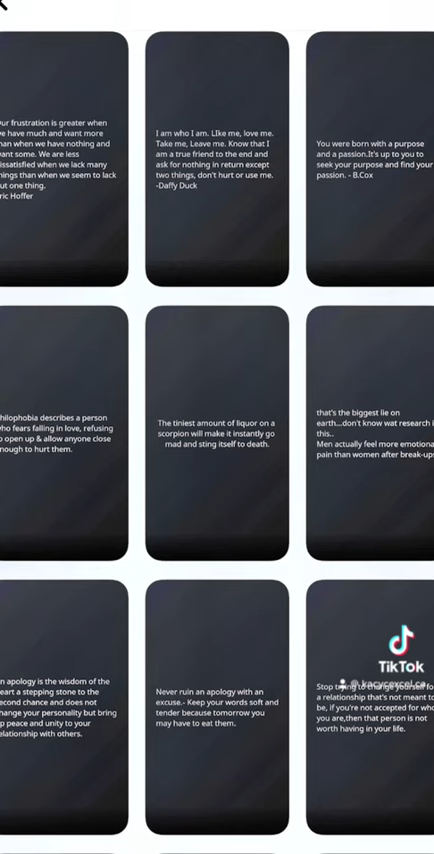 ur frustration is greater when
e have much and want more
han when we have nothing and
ant some. We are less
issatisfied when we lack many
hings than when we seem to lack
ut one thing.
ric Hoffer
I am who I am. LIke me, love me.
Take me, Leave me. Know that I
am a true friend to the end and
ask for nothing in return except
two things, don't hurt or use me.
-Daffy Duck
You were born with a purpose
and a passion.It's up to you to
seek your purpose and find your
passion. - B.Cox
hilophobia describes a person
ho fears falling in love, refusing
o open up & allow anyone close
nough to hurt them.
The tiniest amount of liquor on a
scorpion will make it instantly go
mad and sting itself to death.
that's the biggest lie on
earth...don't know wat research i
this..
Men actually feel more emotiona
pain than women after break-ups
n apology is the wisdom of the
eart a stepping stone to the
econd chance and does not
hange your personality but bring
p peace and unity to your
elationship with others.
Never ruin an apology with an
excuse.- Keep your words soft and
tender because tomorrow you
may have to eat them.
TikTok
Stop trying to change yourself fo
a relationship that's not meant to
be, if you're not accepted for who
you are,then that person is not
worth having in your life.